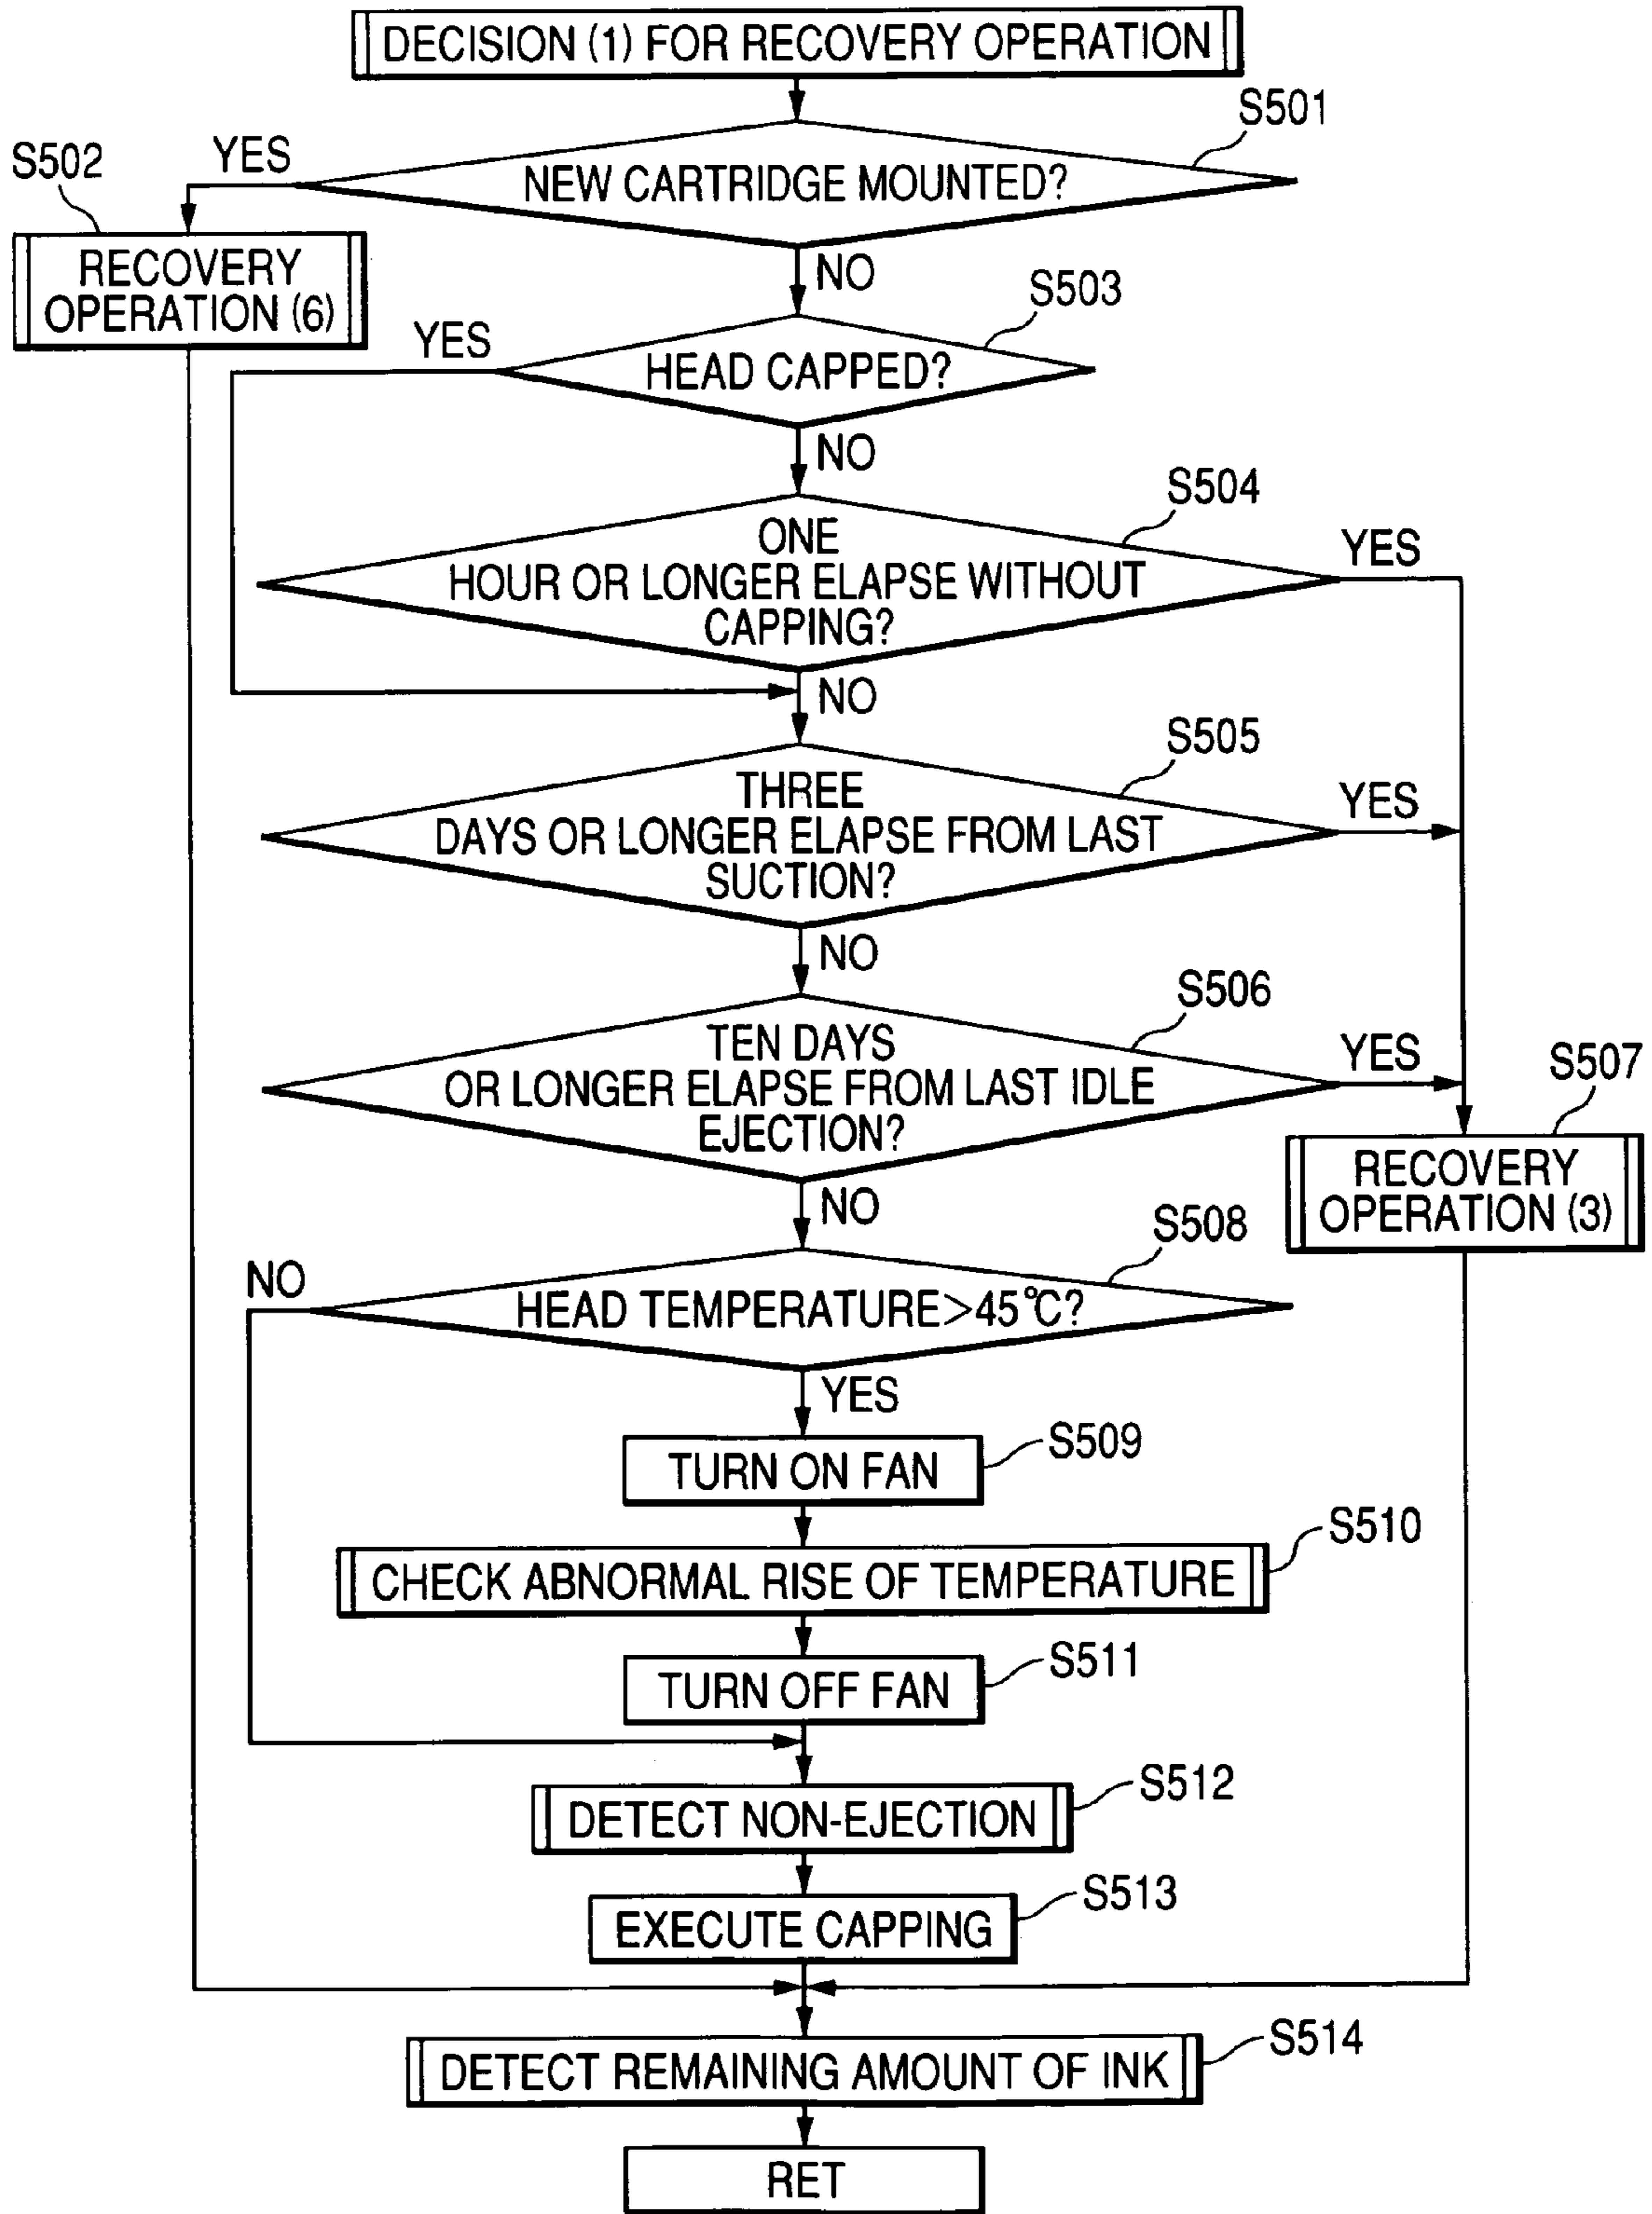 DECISION (1) FOR RECOVERY OPERATION
S501
YES
S502
NEW CARTRIDGE MOUNTED?
RECOVERY
OPERATION (6)
NO
S503
YES
HEAD CAPPED?
NO
S504
ONE
HOUR OR LONGER ELAPSE WITHOUT
CAPPING?
YES
NO
S505
THREE
DAYS OR LONGER ELAPSE FROM LAST
SUCTION?
YES
NO
S506
TEN DAYS
OR LONGER ELAPSE FROM LAST IDLE
EJECTION?
YES
S507
RECOVERY
OPERATION (3)
NO
S508
NO
HEAD TEMPERATURE>45℃?
YES
S509
TURN ON FAN
S510
CHECK ABNORMAL RISE OF TEMPERATURE
S511
TURN OFF FAN
S512
DETECT NON-EJECTION
S513
EXECUTE CAPPING
S514
DETECT REMAINING AMOUNT OF INK
RET